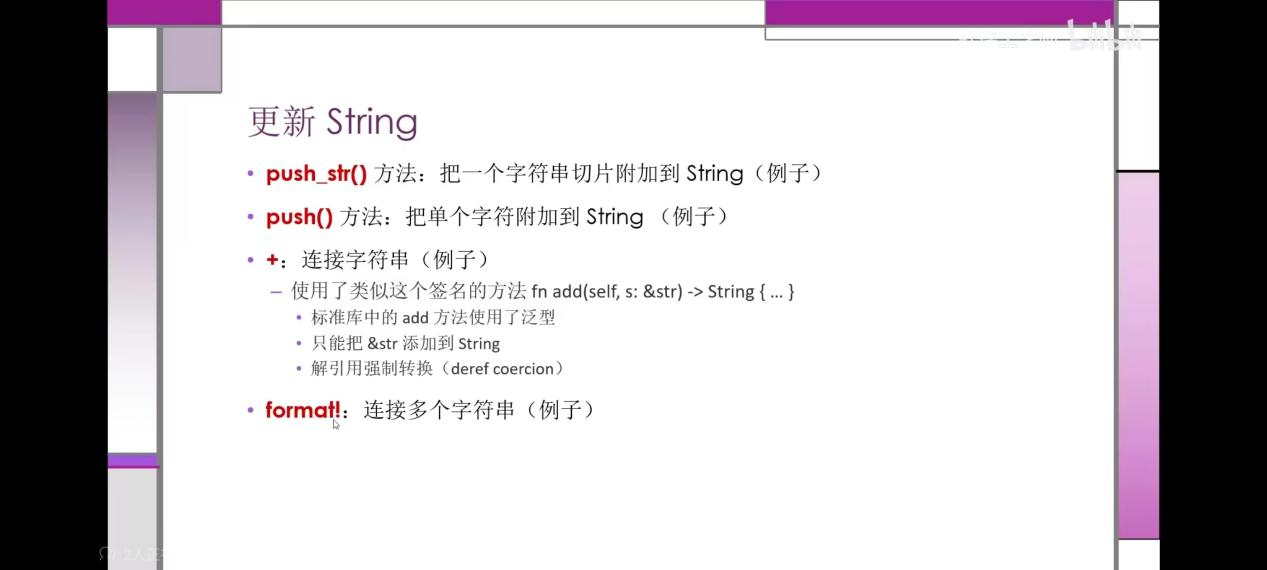 bilibili
更新 String
• push_str() 方法：把一个字符串切片附加到 String（例子）
• push() 方法：把单个字符附加到 String （例子）
• +：连接字符串（例子）
– 使用了类似这个签名的方法 fn add(self, s: &str) -> String { ... }
• 标准库中的 add 方法使用了泛型
• 只能把 &str 添加到 String
• 解引用强制转换（deref coercion）
• format!：连接多个字符串（例子）
2人正